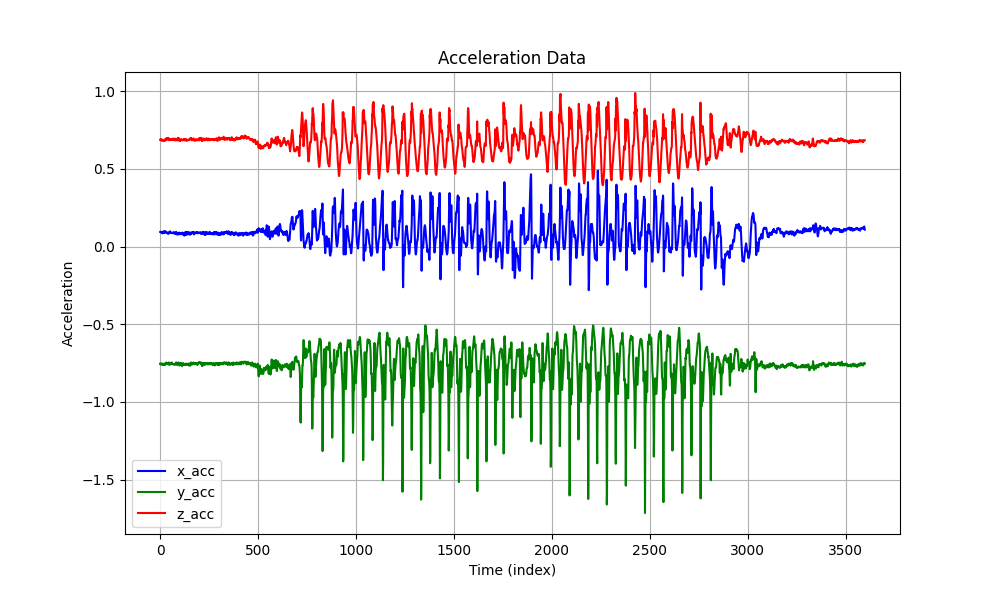 Acceleration Data
Acceleration
1.0
0.5
0.0
−0.5
−1.0
−1.5
x_acc
y_acc
z_acc
0 500 1000 1500 2000 2500 3000 3500
Time (index)